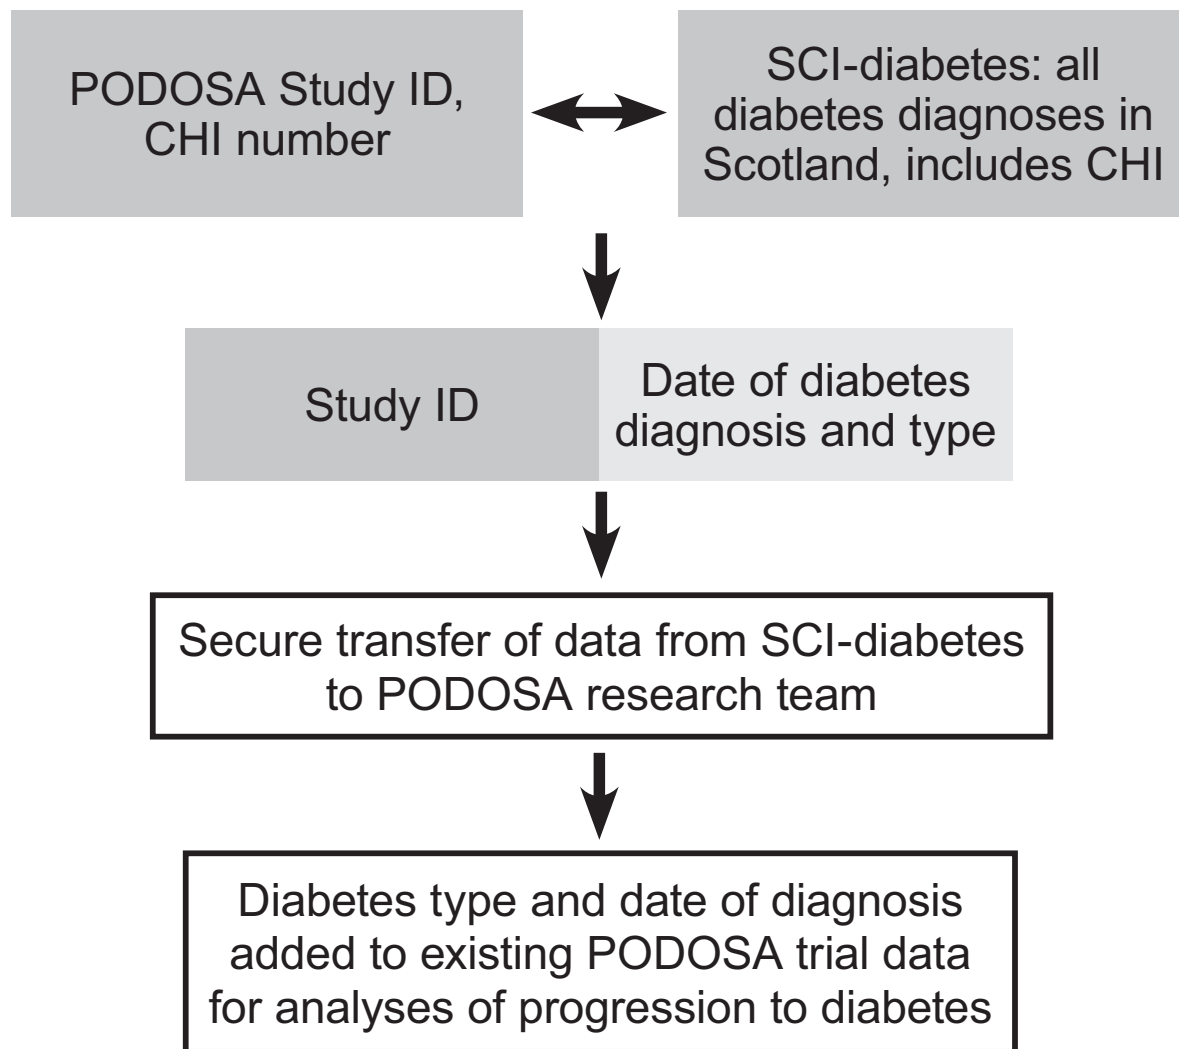 PODOSA Study ID,
CHI number
SCI-diabetes: all
diabetes diagnoses in
Scotland, includes CHI
Study ID
Date of diabetes
diagnosis and type
Secure transfer of data from SCI-diabetes
to PODOSA research team
Diabetes type and date of diagnosis
added to existing PODOSA trial data
for analyses of progression to diabetes